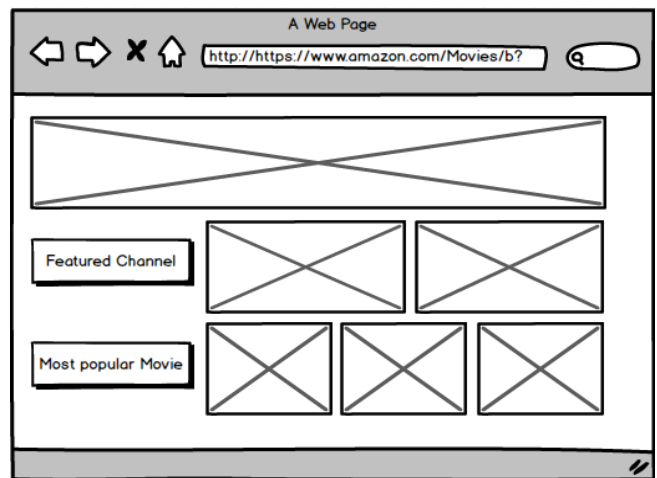 A Web Page
http://https://www.amazon.com/Movies/b?
Featured Channel
Most popular Movie